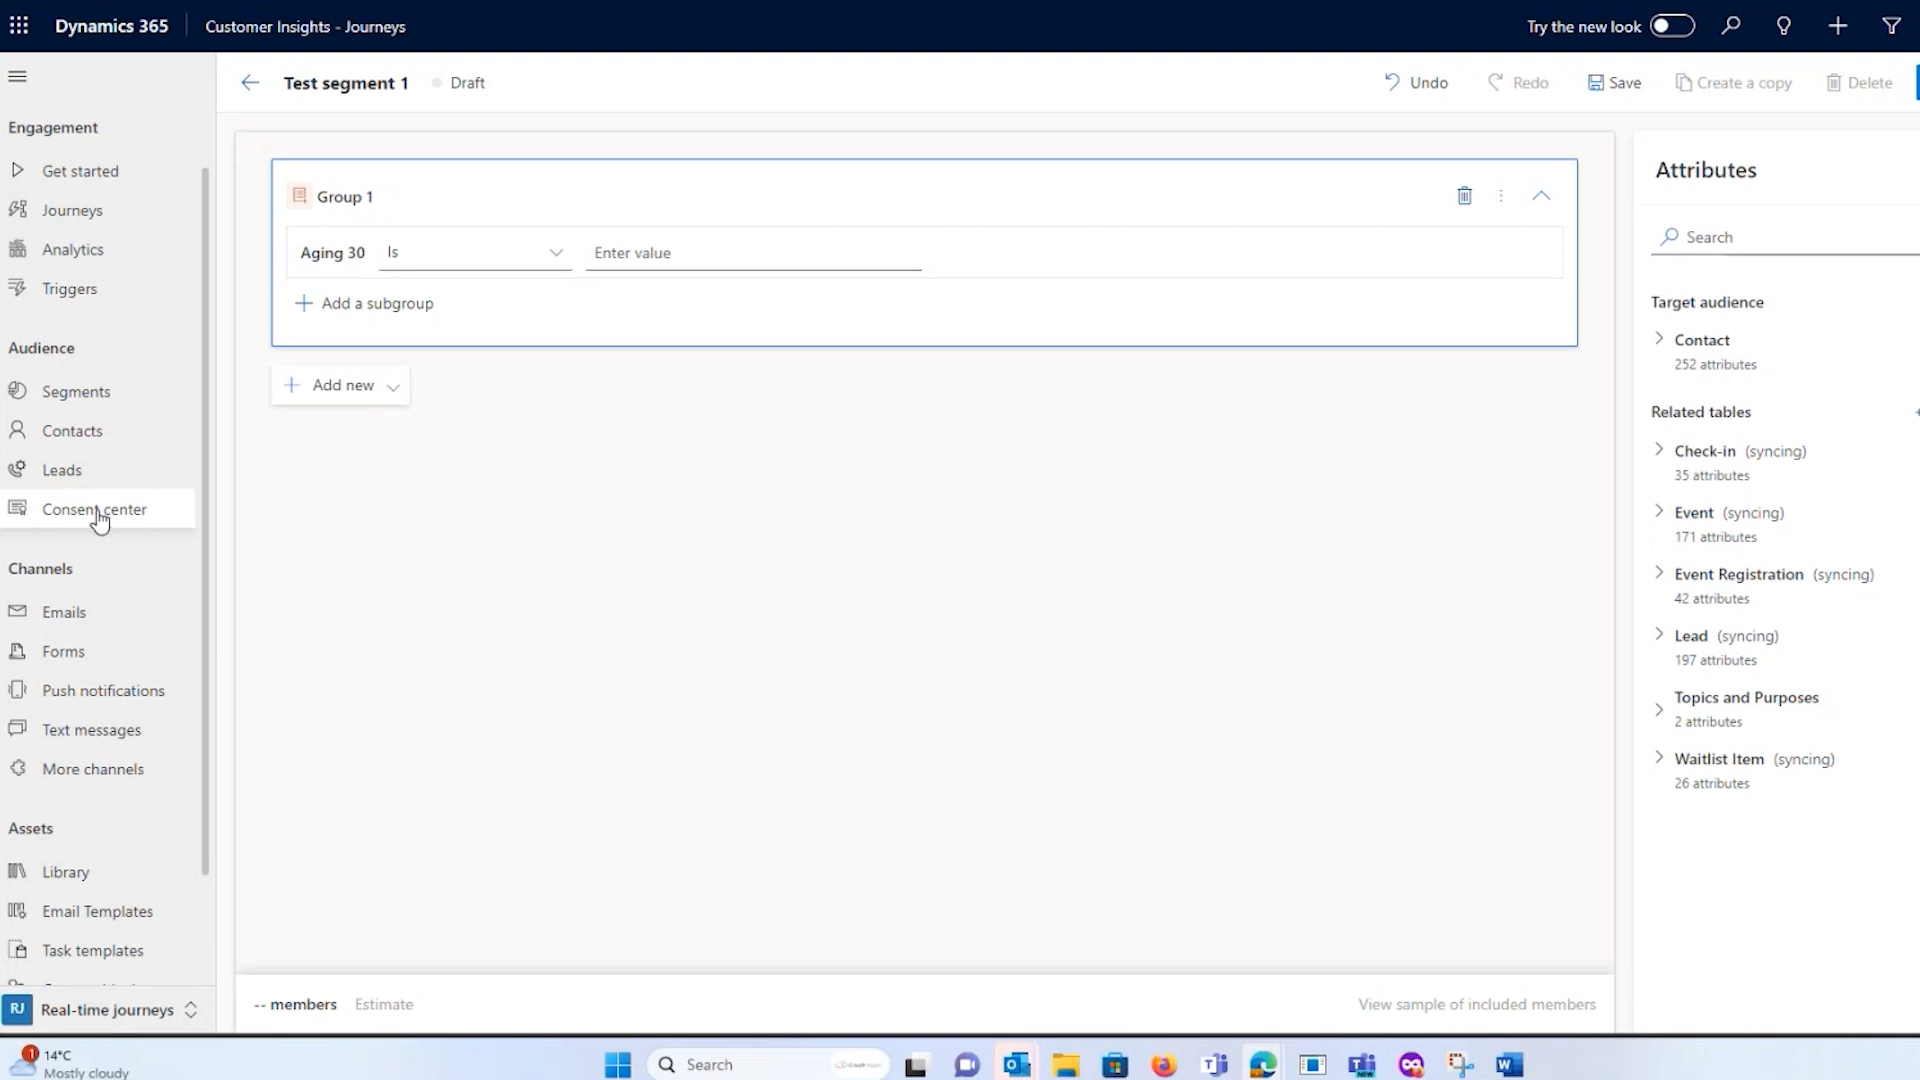 Dynamics 365
Customer Insights - Journeys
Try the new look
Test segment 1
Draft
Undo
Redo
Save
Create a copy
Delete
Engagement
Get started
Journeys
Analytics
Triggers
Audience
Segments
Contacts
Leads
Consent center
Channels
Emails
Forms
Push notifications
Text messages
More channels
Assets
Library
Email Templates
Task templates
RJ Real-time journeys
Group 1
Aging 30 Is Enter value
Add a subgroup
Add new
-- members Estimate
View sample of included members
Attributes
Search
Target audience
Contact
252 attributes
Related tables
Check-in (syncing)
35 attributes
Event (syncing)
171 attributes
Event Registration (syncing)
42 attributes
Lead (syncing)
197 attributes
Topics and Purposes
2 attributes
Waitlist Item (syncing)
26 attributes
1
14°C
Mostly cloudy
Search
NEW